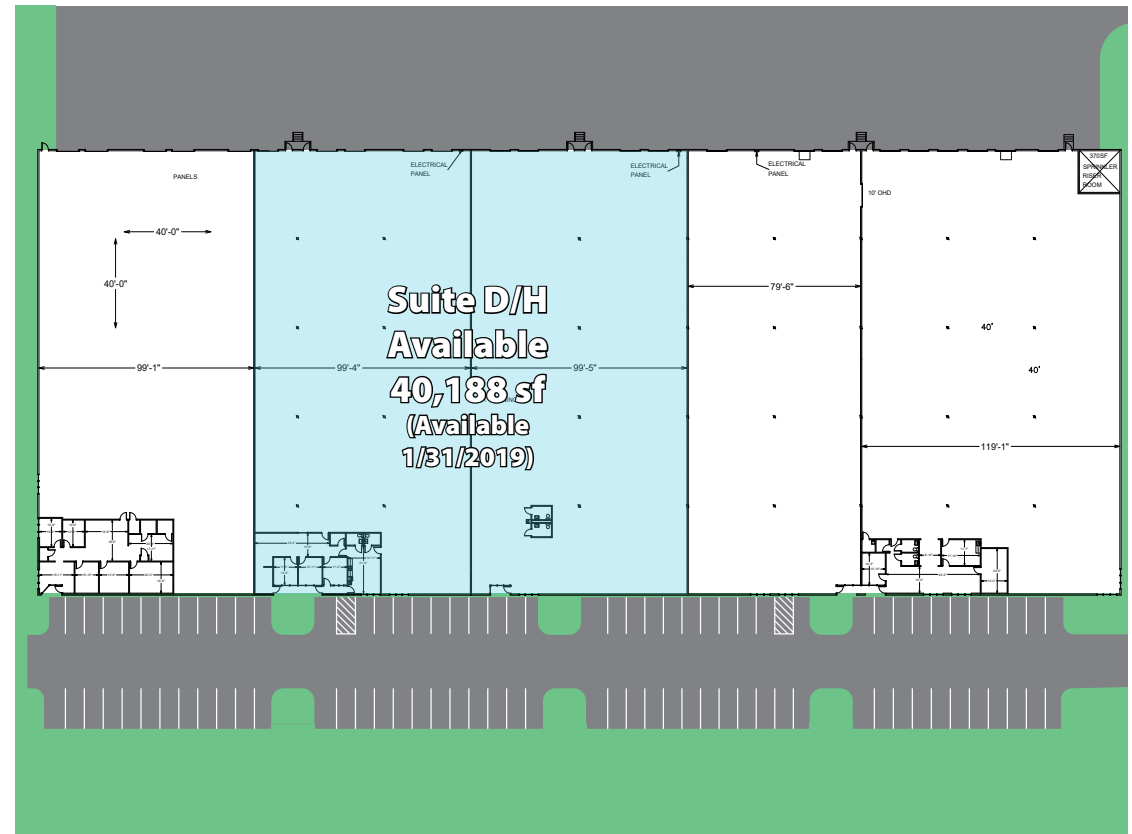 370SF
SPRINKLER
RISER
ROOM
ELECTRICAL
PANEL
ELECTRICAL
PANEL
ELECTRICAL
PANEL
PANELS
10' OHD
40'-0"
40'-0"
79'-6"
Suite D/H
Available
40,188 sf
(Available
1/31/2019)
40'
40'
99'-1"
99'-4"
99'-5"
119'-1"